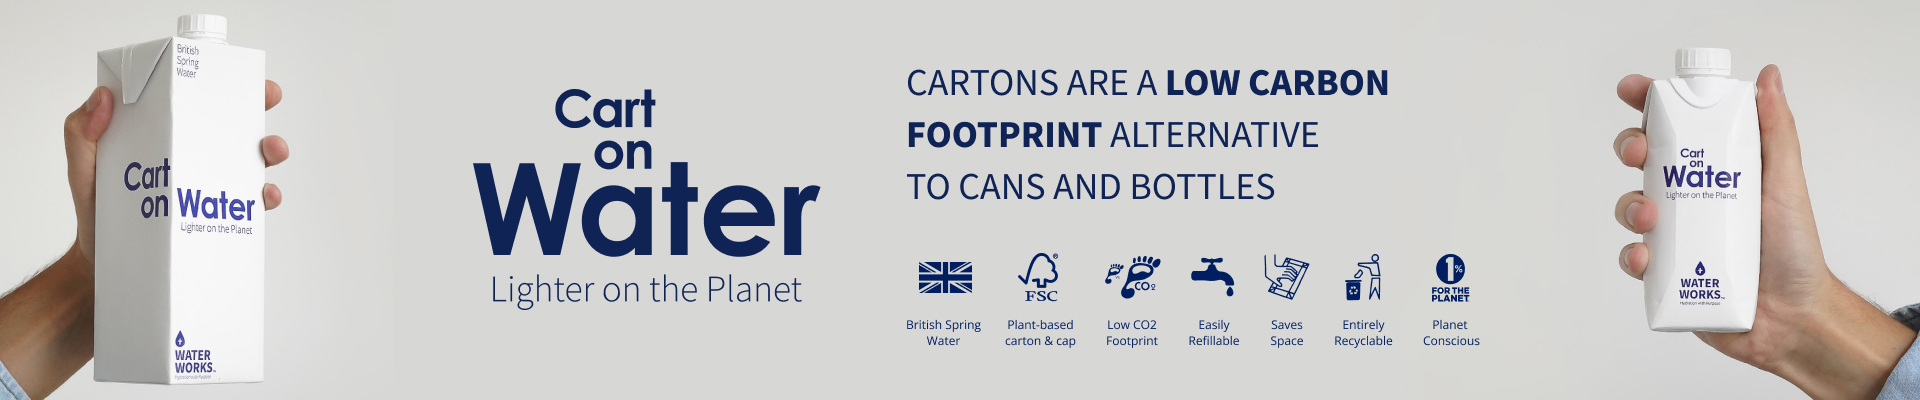 British
Spring
Water
Cart
on
Water
Lighter on the Planet
WATER
WORKS
Cart
on
Water
Lighter on the Planet
CARTONS ARE A LOW CARBON
FOOTPRINT ALTERNATIVE
TO CANS AND BOTTLES
FSC®
CO2
1%
FOR THE
PLANET
British Spring
Water
Plant-based
carton & cap
Low CO2
Footprint
Easily
Refillable
Saves
Space
Entirely
Recyclable
Planet
Conscious
Cart
on
Water
Lighter on the Planet
WATER
WORKS
Hydration with Purpose